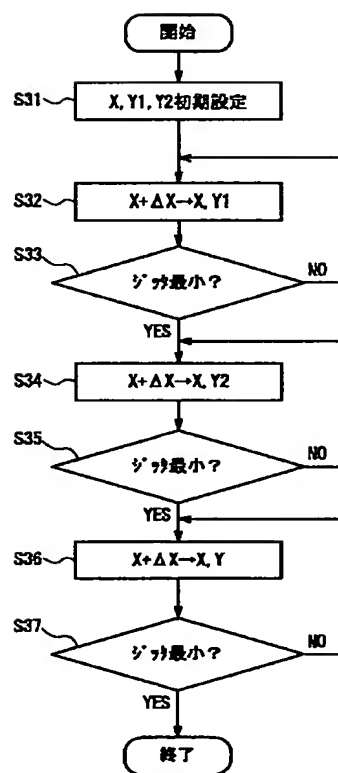 開始
S31
X,Y1,Y2初期設定
S32
X+ΔX→X,Y1
S33
ジッタ最小?
NO
YES
S34
X+ΔX→X,Y2
S35
ジッタ最小?
NO
YES
S36
X+ΔX→X,Y
S37
ジッタ最小?
NO
YES
終了